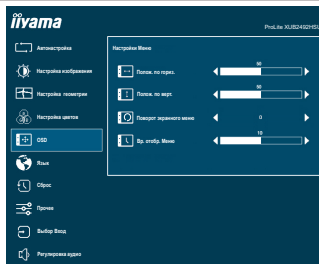 iiyama
ProLite XUB2492HSU
Автонастройка
Настройка изображения
Настройка геометрии
Настройка цветов
OSD
Язык
Сброс
Прочее
Выбор Вход
Регулировка аудио
Настройки Меню
Полож. по гориз.
50
Полож. по верт.
50
Поворот экранного меню
0
Вр. отобр. Меню
10